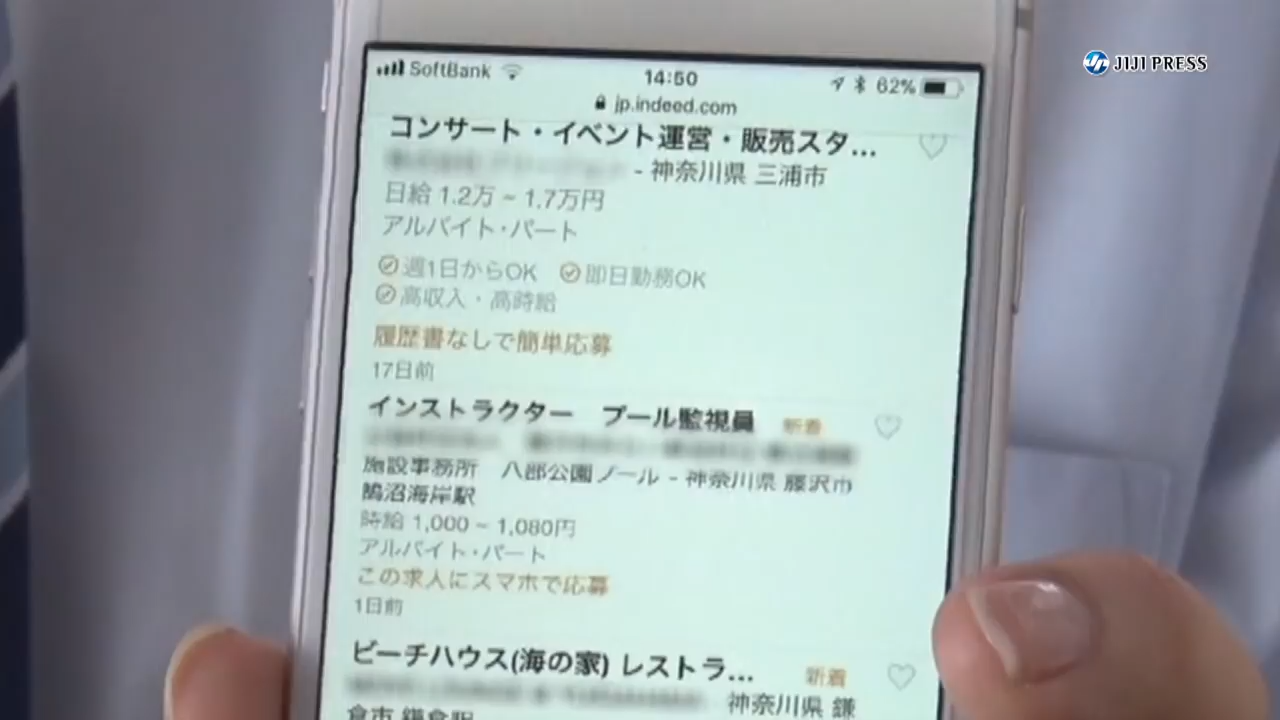 SoftBank 14:50 62%
JIJI PRESS
jp.indeed.com
コンサート・イベント運営・販売スタ...
- 神奈川県 三浦市
日給 1.2万 ~ 1.7万円
アルバイト・パート
週1日からOK 即日勤務OK
高収入・高時給
履歴書なしで簡単応募
17日前
インストラクター プール監視員 新着
施設事務所 八部公園プール - 神奈川県 藤沢市
鵠沼海岸駅
時給 1,000 ~ 1,080円
アルバイト・パート
この求人にスマホで応募
1日前
ビーチハウス(海の家) レストラ... 新着
神奈川県 鎌
倉市 鎌倉駅